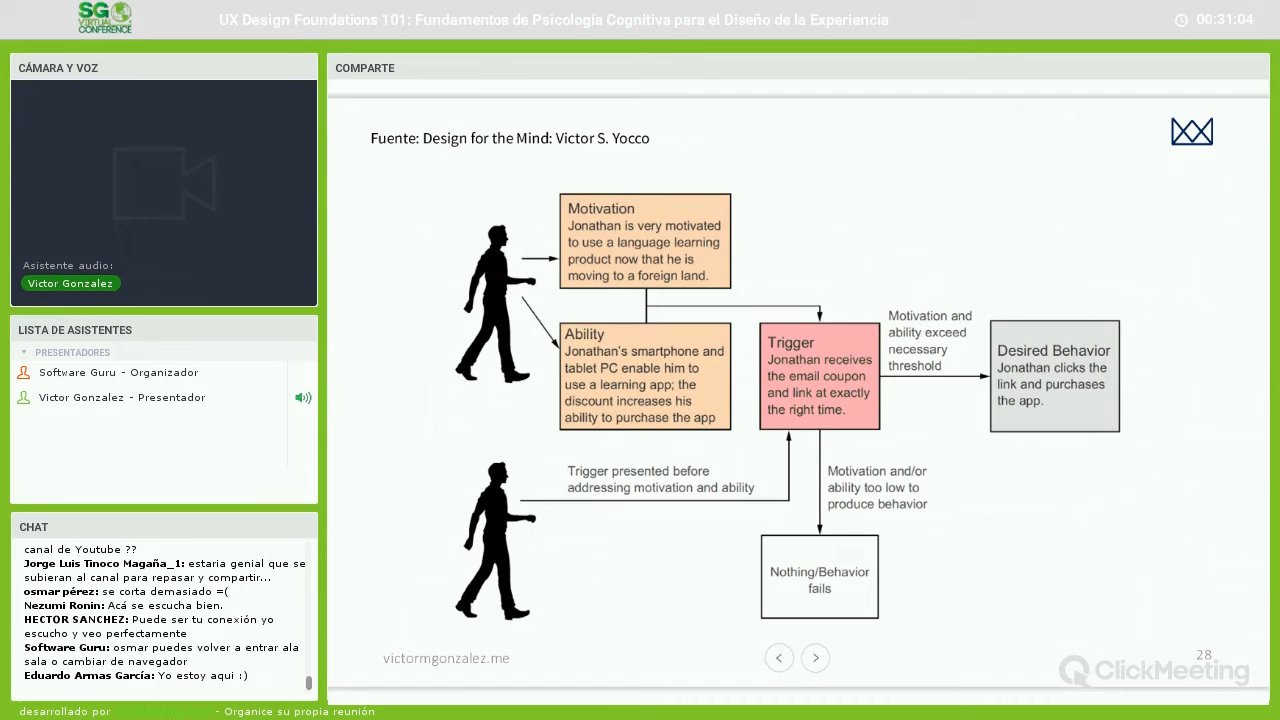 SG
VIRTUAL
CONFERENCE
UX Design Foundations 101: Fundamentos de Psicología Cognitiva para el Diseño de la Experiencia
00:31:04
CÁMARA Y VOZ
Asistente audio:
Victor Gonzalez
LISTA DE ASISTENTES
PRESENTADORES
Software Guru - Organizador
Victor Gonzalez - Presentador
CHAT
canal de Youtube ??
Jorge Luis Tinoco Magaña_1: estaria genial que se
subieran al canal para repasar y compartir...
osmar pérez: se corta demasiado =(
Nezumi Ronin: Acá se escucha bien.
HECTOR SANCHEZ: Puede ser tu conexión yo
escucho y veo perfectamente
Software Guru: osmar puedes volver a entrar ala
sala o cambiar de navegador
Eduardo Armas García: Yo estoy aqui :)
desarrollado por
- Organice su propia reunión
COMPARTE
Fuente: Design for the Mind: Victor S. Yocco
Motivation
Jonathan is very motivated
to use a language learning
product now that he is
moving to a foreign land.
Ability
Jonathan's smartphone and
tablet PC enable him to
use a learning app; the
discount increases his
ability to purchase the app
Trigger
Jonathan receives
the email coupon
and link at exactly
the right time.
Motivation and
ability exceed
necessary
threshold
Desired Behavior
Jonathan clicks the
link and purchases
the app.
Trigger presented before
addressing motivation and ability
Motivation and/or
ability too low to
produce behavior
Nothing/Behavior
fails
victormgonzalez.me
28
ClickMeeting